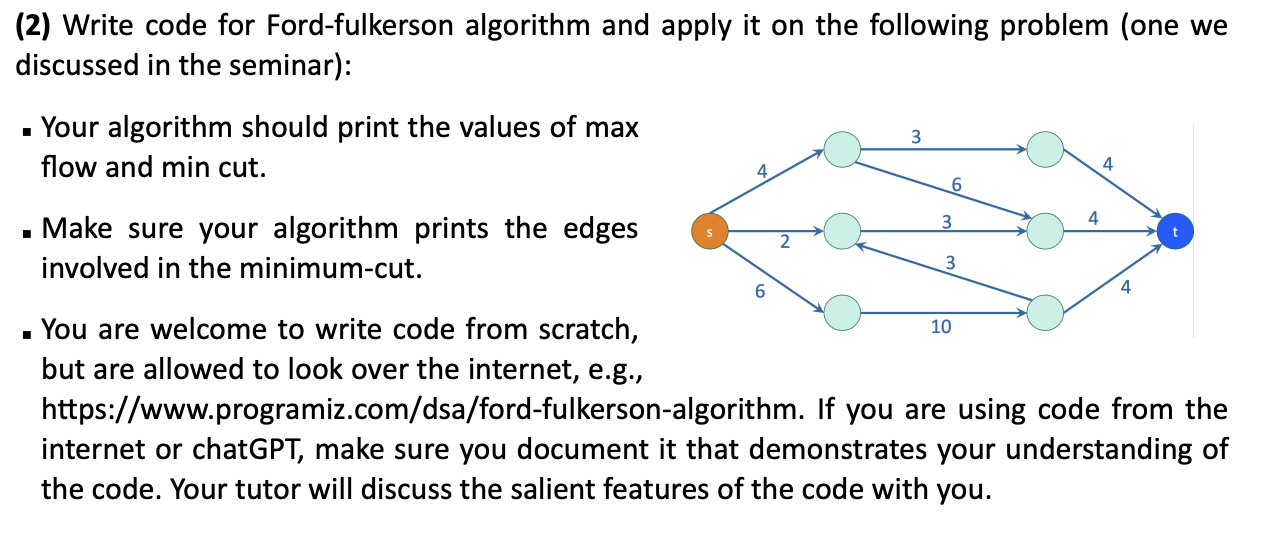 (2) Write code for Ford-fulkerson algorithm and apply it on the following problem (one we
discussed in the seminar):
▪ Your algorithm should print the values of max
flow and min cut.
▪ Make sure your algorithm prints the edges
involved in the minimum-cut.
▪ You are welcome to write code from scratch,
but are allowed to look over the internet, e.g.,
https://www.programiz.com/dsa/ford-fulkerson-algorithm. If you are using code from the
internet or chatGPT, make sure you document it that demonstrates your understanding of
the code. Your tutor will discuss the salient features of the code with you.
3
4
4
6
3
4
s
2
t
3
6
4
10